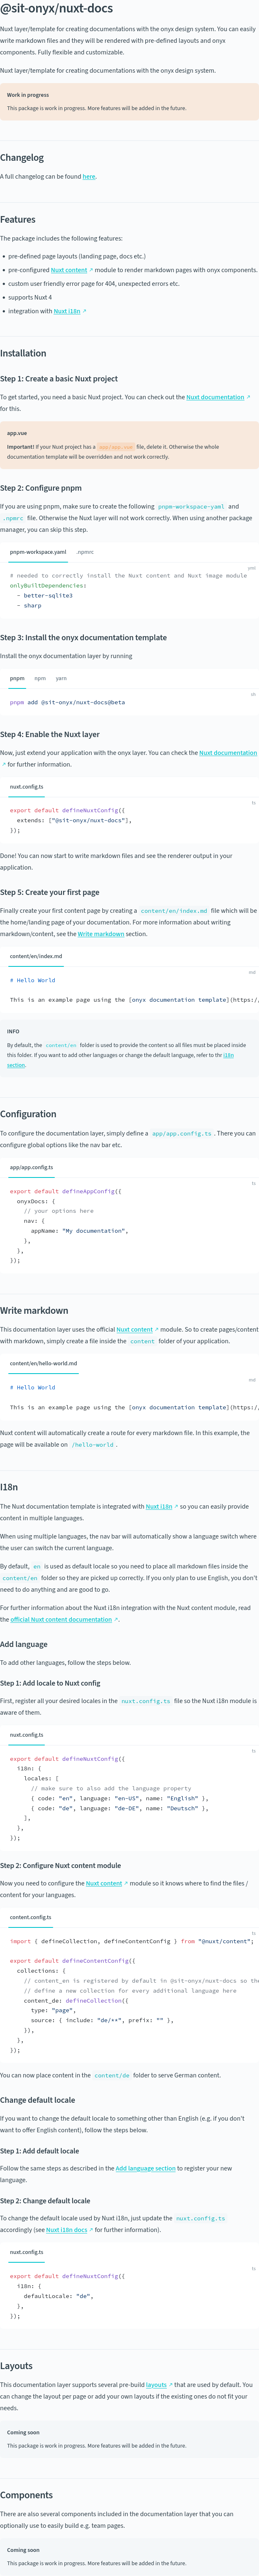 @sit-onyx/nuxt-docs
Nuxt layer/template for creating documentations with the onyx design system. You can easily
write markdown files and they will be rendered with pre-defined layouts and onyx
components. Fully flexible and customizable.
Nuxt layer/template for creating documentations with the onyx design system.
Work in progress
This package is work in progress. More features will be added in the future.
Changelog
A full changelog can be found here.
Features
The package includes the following features:
• pre-defined page layouts (landing page, docs etc.)
• pre-configured Nuxt content ↗ module to render markdown pages with onyx components.
• custom user friendly error page for 404, unexpected errors etc.
• supports Nuxt 4
• integration with Nuxt i18n ↗
Installation
Step 1: Create a basic Nuxt project
To get started, you need a basic Nuxt project. You can check out the Nuxt documentation ↗
for this.
app.vue
Important! If your Nuxt project has a app/app.vue file, delete it. Otherwise the whole
documentation template will be overridden and not work correctly.
Step 2: Configure pnpm
If you are using pnpm, make sure to create the following pnpm-workspace-yaml and
.npmrc file. Otherwise the Nuxt layer will not work correctly. When using another package
manager, you can skip this step.
pnpm-workspace.yaml .npmrc
yml
# needed to correctly install the Nuxt content and Nuxt image module
onlyBuiltDependencies:
- better-sqlite3
- sharp
Step 3: Install the onyx documentation template
Install the onyx documentation layer by running
pnpm npm yarn
sh
pnpm add @sit-onyx/nuxt-docs@beta
Step 4: Enable the Nuxt layer
Now, just extend your application with the onyx layer. You can check the Nuxt documentation
↗ for further information.
nuxt.config.ts
ts
export default defineNuxtConfig({
extends: ["@sit-onyx/nuxt-docs"],
});
Done! You can now start to write markdown files and see the renderer output in your
application.
Step 5: Create your first page
Finally create your first content page by creating a content/en/index.md file which will be
the home/landing page of your documentation. For more information about writing
markdown/content, see the Write markdown section.
content/en/index.md
md
# Hello World
This is an example page using the [onyx documentation template](https:/
INFO
By default, the content/en folder is used to provide the content so all files must be placed inside
this folder. If you want to add other languages or change the default language, refer to thr i18n
section.
Configuration
To configure the documentation layer, simply define a app/app.config.ts . There you can
configure global options like the nav bar etc.
app/app.config.ts
ts
export default defineAppConfig({
onyxDocs: {
// your options here
nav: {
appName: "My documentation",
},
},
});
Write markdown
This documentation layer uses the official Nuxt content ↗ module. So to create pages/content
with markdown, simply create a file inside the content folder of your application.
content/en/hello-world.md
md
# Hello World
This is an example page using the [onyx documentation template](https:/
Nuxt content will automatically create a route for every markdown file. In this example, the
page will be available on /hello-world .
I18n
The Nuxt documentation template is integrated with Nuxt I18n ↗ so you can easily provide
content in multiple languages.
When using multiple languages, the nav bar will automatically show a language switch where
the user can switch the current language.
By default, en is used as default locale so you need to place all markdown files inside the
content/en folder so they are picked up correctly. If you only plan to use English, you don't
need to do anything and are good to go.
For further information about the Nuxt i18n integration with the Nuxt content module, read
the official Nuxt content documentation ↗.
Add language
To add other languages, follow the steps below.
Step 1: Add locale to Nuxt config
First, register all your desired locales in the nuxt.config.ts file so the Nuxt i18n module is
aware of them.
nuxt.config.ts
ts
export default defineNuxtConfig({
i18n: {
locales: [
// make sure to also add the language property
{ code: "en", language: "en-US", name: "English" },
{ code: "de", language: "de-DE", name: "Deutsch" },
],
},
});
Step 2: Configure Nuxt content module
Now you need to configure the Nuxt content ↗ module so it knows where to find the files /
content for your languages.
content.config.ts
ts
import { defineCollection, defineContentConfig } from "@nuxt/content";
export default defineContentConfig({
collections: {
// content_en is registered by default in @sit-onyx/nuxt-docs so the
// define a new collection for every additional language here
content_de: defineCollection({
type: "page",
source: { include: "de/**", prefix: "" },
}),
},
});
You can now place content in the content/de folder to serve German content.
Change default locale
If you want to change the default locale to something other than English (e.g. if you don't
want to offer English content), follow the steps below.
Step 1: Add default locale
Follow the same steps as described in the Add language section to register your new
language.
Step 2: Change default locale
To change the default locale used by Nuxt i18n, just update the nuxt.config.ts
accordingly (see Nuxt i18n docs ↗ for further information).
nuxt.config.ts
ts
export default defineNuxtConfig({
i18n: {
defaultLocale: "de",
},
});
Layouts
This documentation layer supports several pre-build layouts ↗ that are used by default. You
can change the layout per page or add your own layouts if the existing ones do not fit your
needs.
Coming soon
This package is work in progress. More features will be added in the future.
Components
There are also several components included in the documentation layer that you can
optionally use to easily build e.g. team pages.
Coming soon
This package is work in progress. More features will be added in the future.